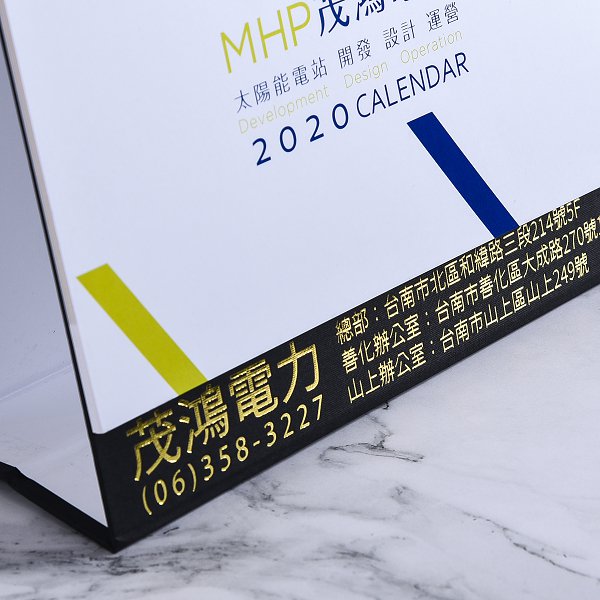 MHP茂鴻
太陽能電站 開發 設計 運營
Development Design Operation
2020 CALENDAR
茂鴻電力
(06)358-3227
總部：台南市北區和緯路三段214號5F
善化辦公室：台南市善化區大成路270號
山上辦公室：台南市山上區山上249號